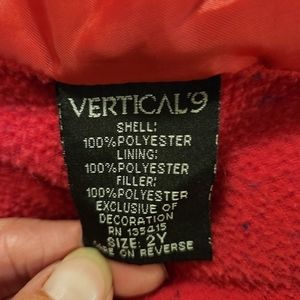 VERTICAL'9
SHELL:
100%POLYESTER
LINING:
100%POLYESTER
FILLER:
100%POLYESTER
EXCLUSIVE OF
DECORATION
RN 135415
SIZE: 2Y
CARE ON REVERSE